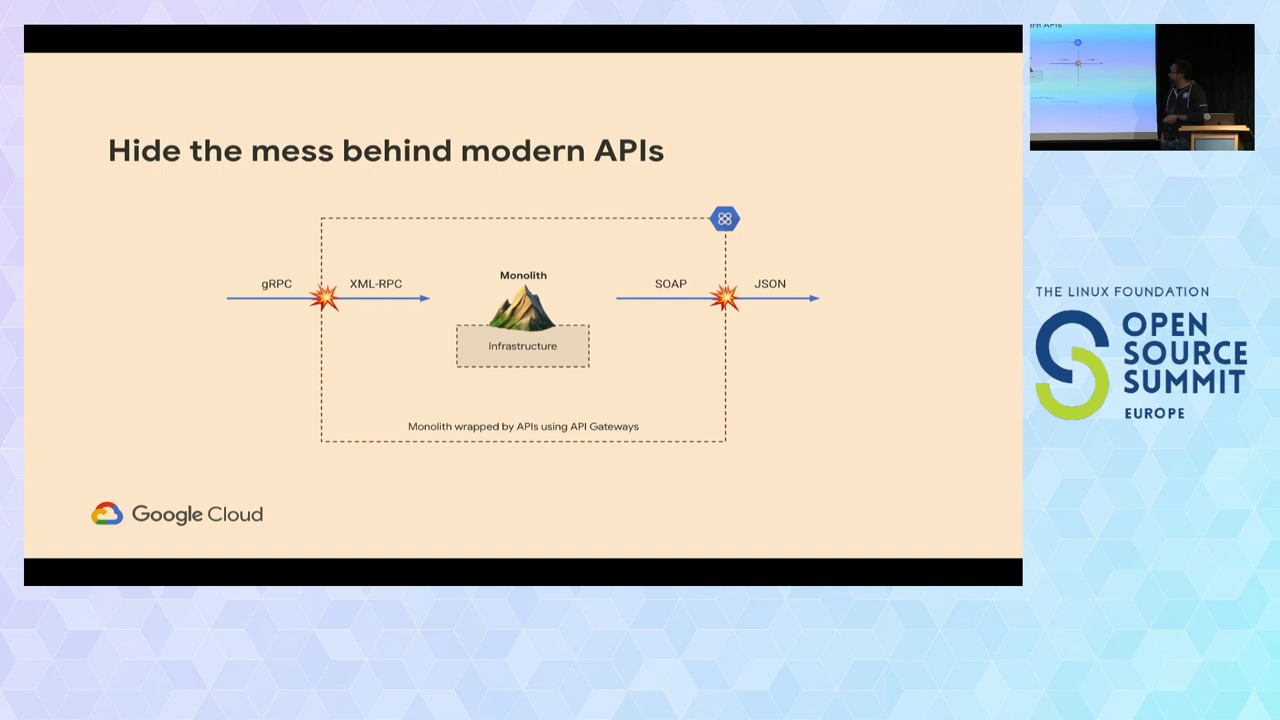 Hide the mess behind modern APIs
gRPC
XML-RPC
Monolith
SOAP
JSON
Infrastructure
Monolith wrapped by APIs using API Gateways
Google Cloud
THE LINUX FOUNDATION
OPEN
SOURCE
SUMMIT
EUROPE